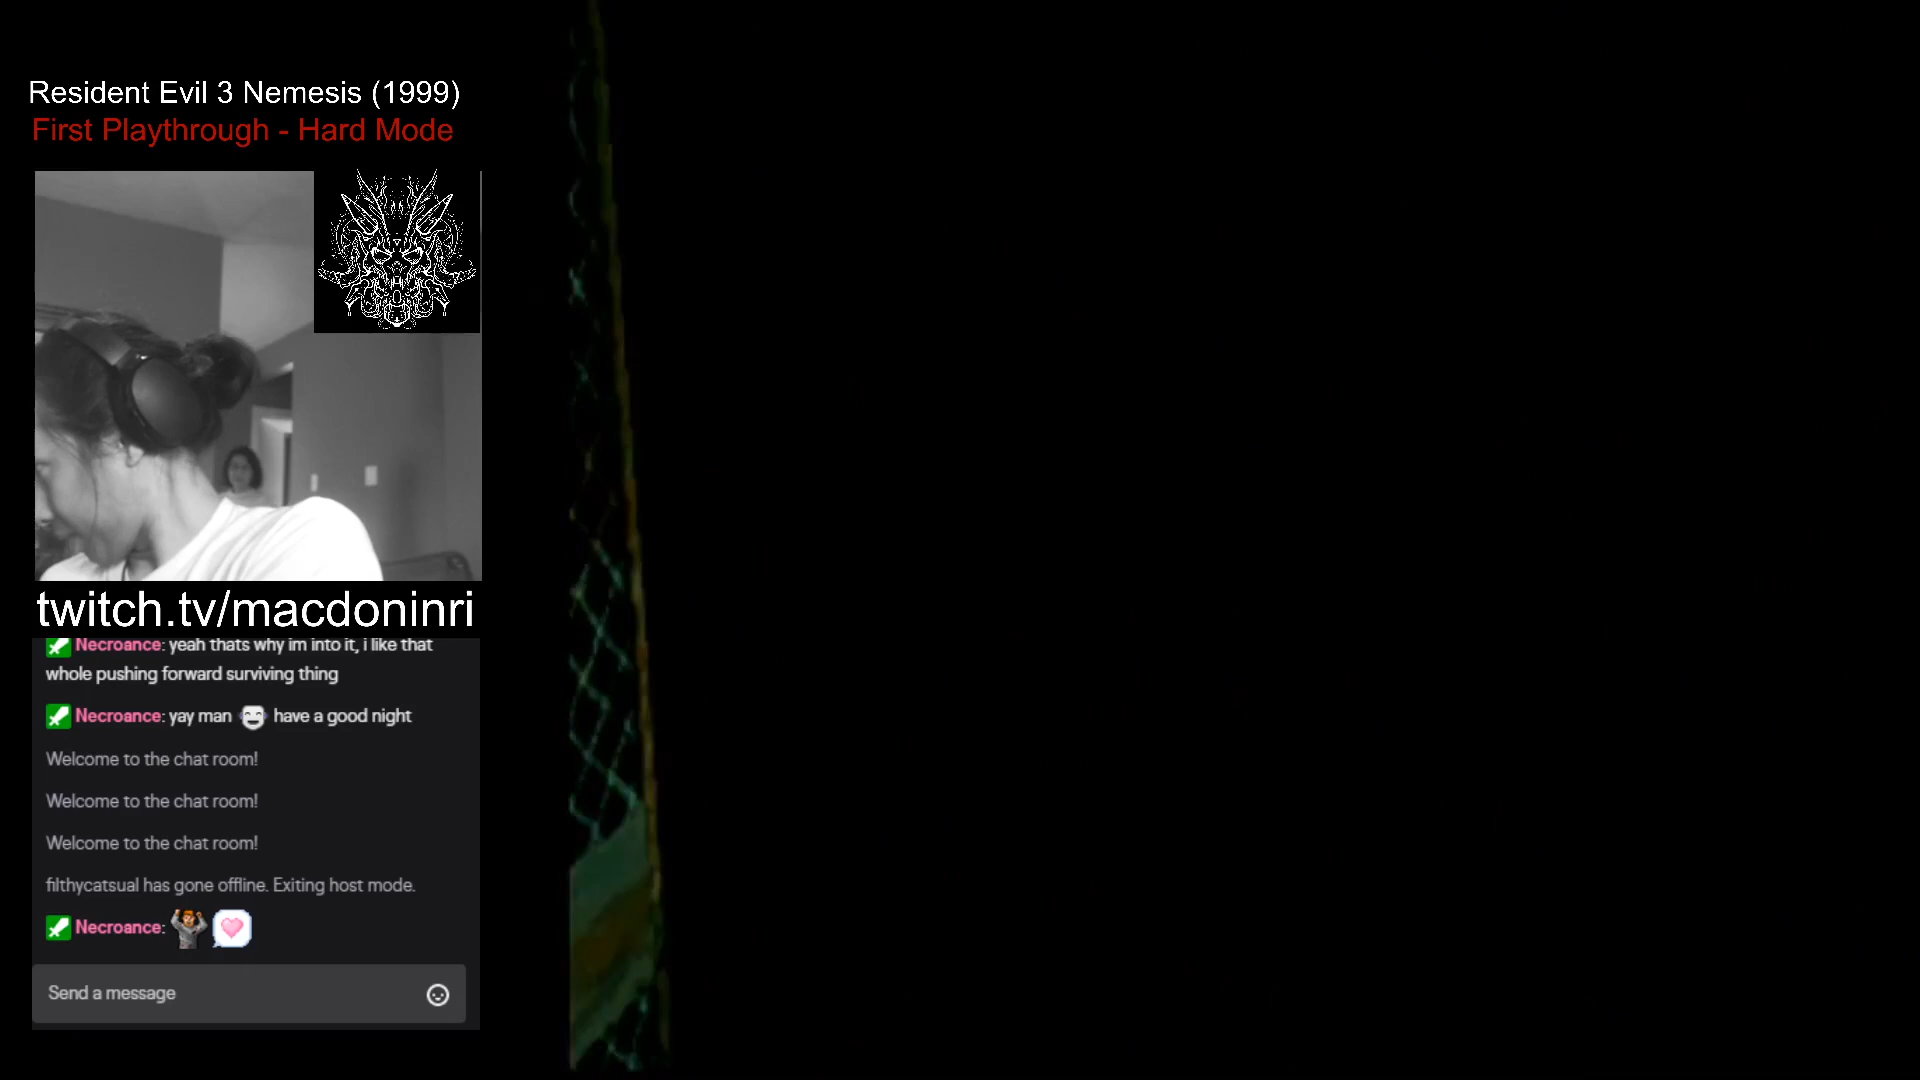 Resident Evil 3 Nemesis (1999)
First Playthrough - Hard Mode
twitch.tv/macdoninri
Necroance: yeah thats why im into it, i like that
whole pushing forward surviving thing
Necroance: yay man have a good night
Welcome to the chat room!
Welcome to the chat room!
Welcome to the chat room!
filthycatsual has gone offline. Exiting host mode.
Necroance:
Send a message